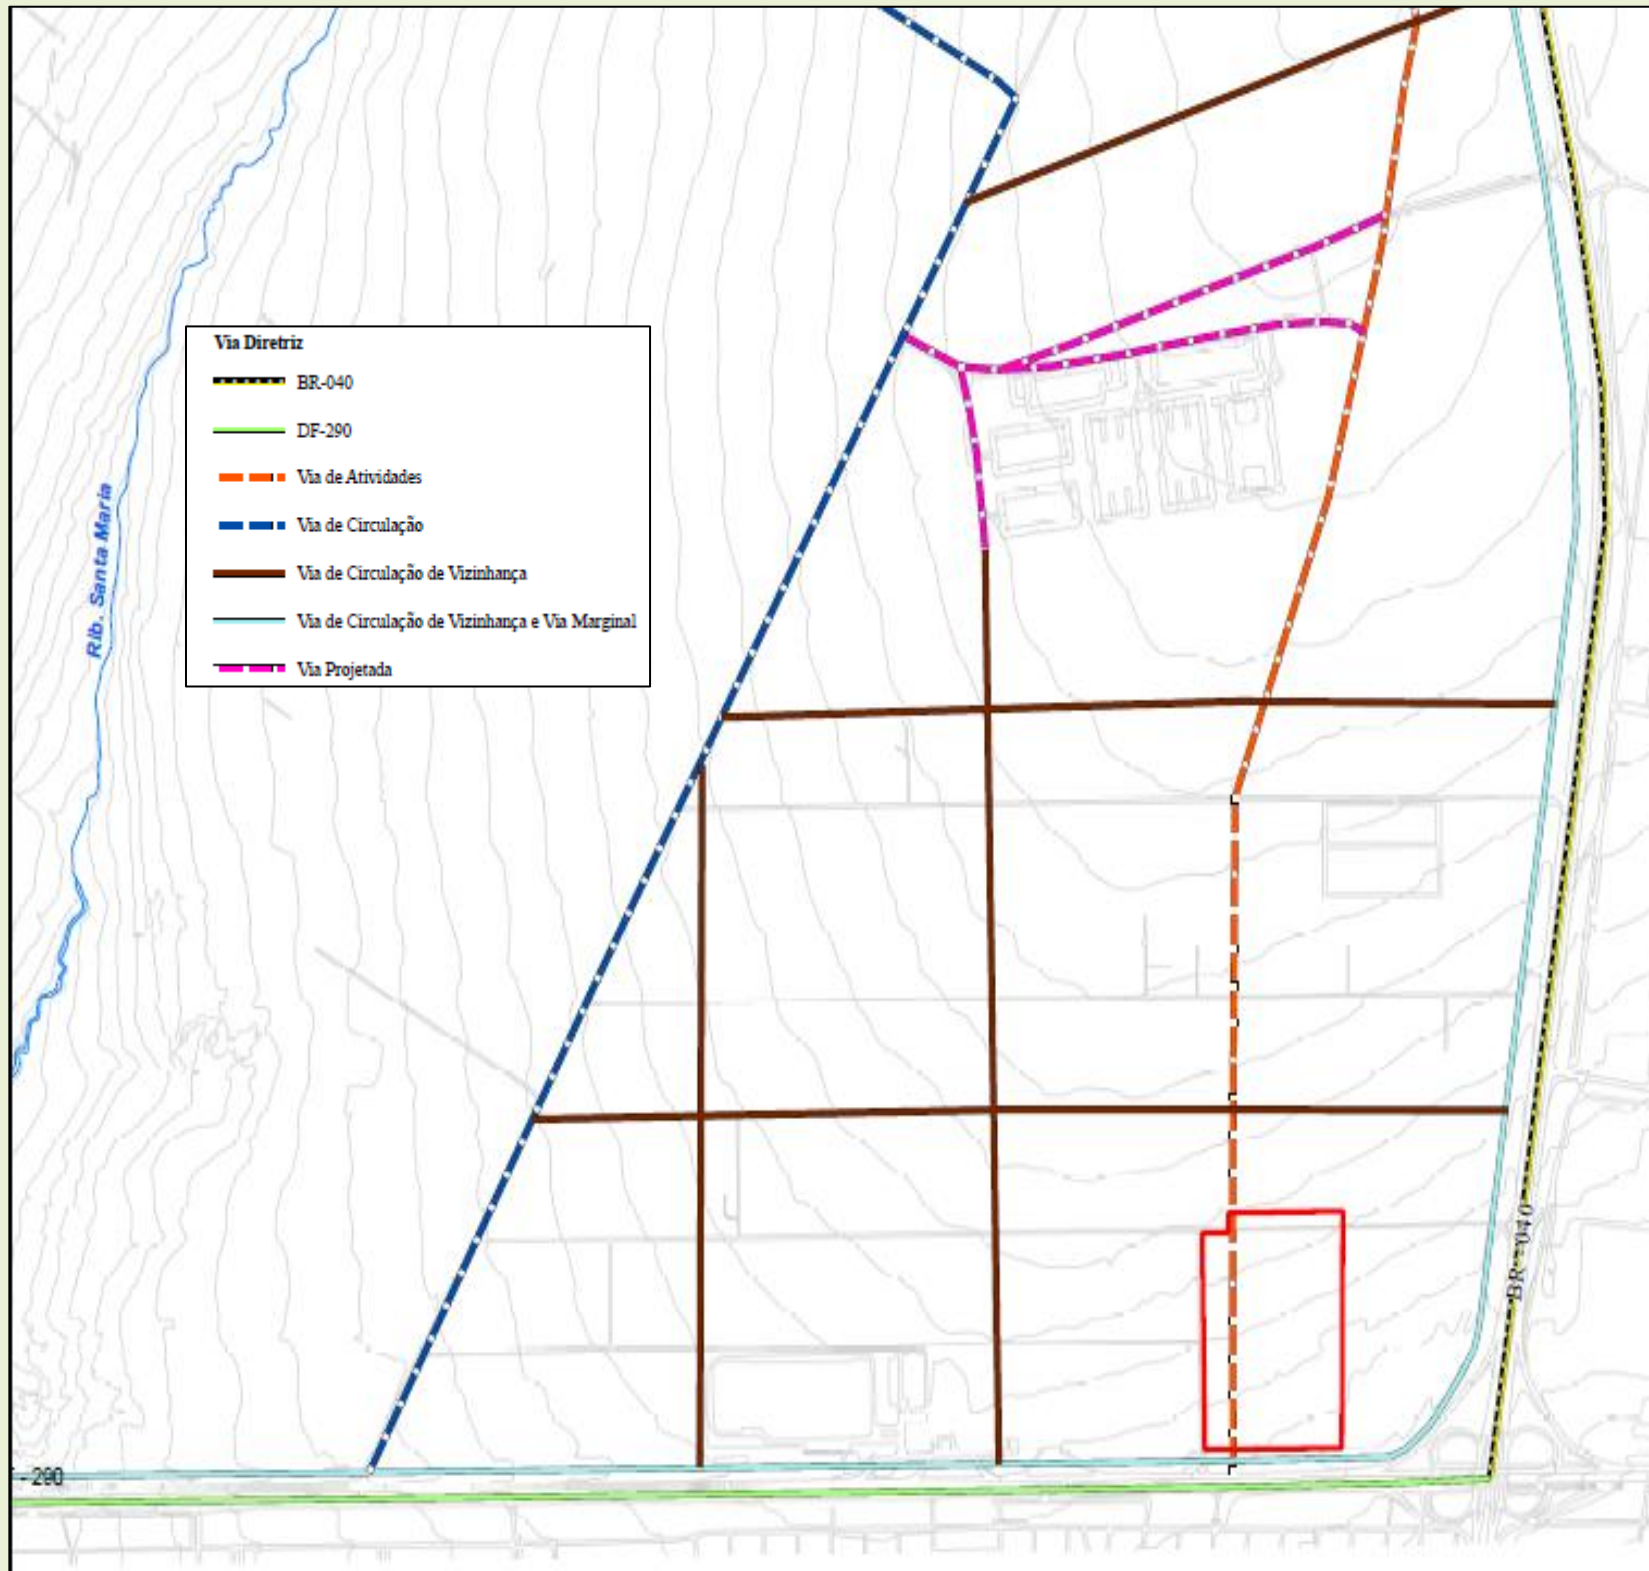 Via Diretriz
BR-040
DF-290
Via de Atividades
Via de Circulação
Via de Circulação de Vizinhança
Via de Circulação de Vizinhança e Via Marginal
Via Projetada
Rib. Santa Maria
BR-040
- 290